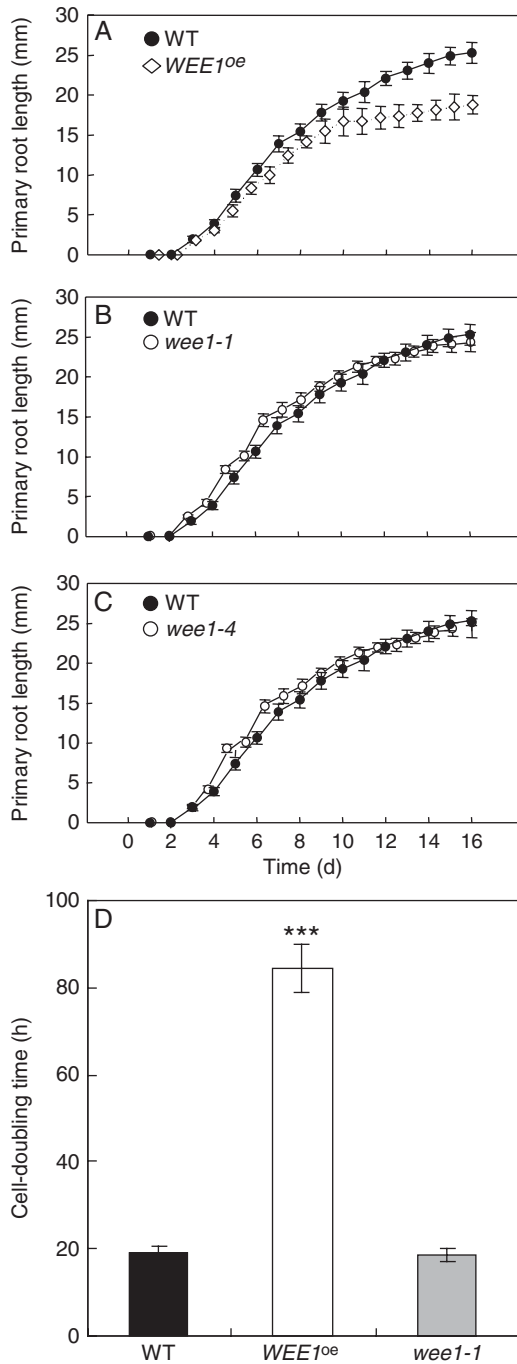 A
WT
WEE1oe
Primary root length (mm)
30
25
20
15
10
5
0
B
WT
wee1-1
Primary root length (mm)
30
25
20
15
10
5
0
C
WT
wee1-4
Primary root length (mm)
30
25
20
15
10
5
0
0 2 4 6 8 10 12 14 16
Time (d)
D
***
Cell-doubling time (h)
100
80
60
40
20
0
WT WEE1oe wee1-1